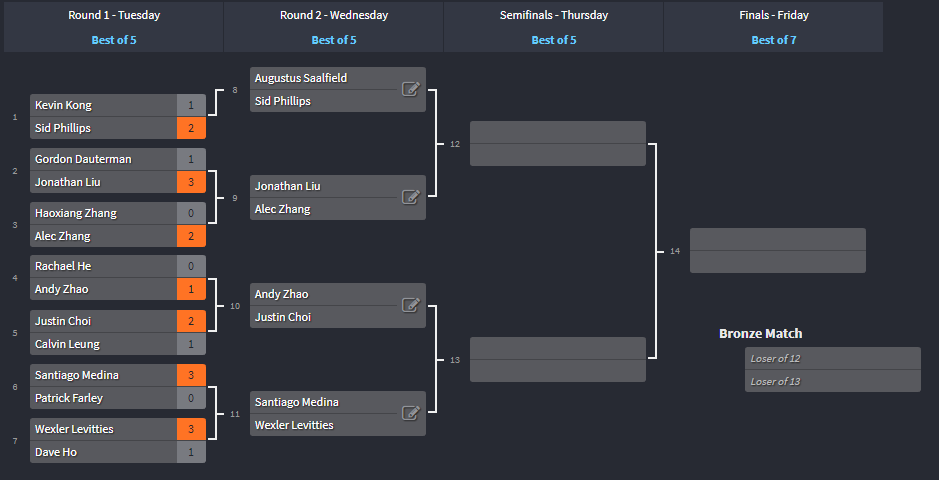 Round 1 - Tuesday
Best of 5
Round 2 - Wednesday
Best of 5
Semifinals - Thursday
Best of 5
Finals - Friday
Best of 7
1
Kevin Kong 1
Sid Phillips 2
2
Gordon Dauterman 1
Jonathan Liu 3
3
Haoxiang Zhang 0
Alec Zhang 2
4
Rachael He 0
Andy Zhao 1
5
Justin Choi 2
Calvin Leung 1
6
Santiago Medina 3
Patrick Farley 0
7
Wexler Levitties 3
Dave Ho 1
8
Augustus Saalfield
Sid Phillips
9
Jonathan Liu
Alec Zhang
10
Andy Zhao
Justin Choi
11
Santiago Medina
Wexler Levitties
12
13
14
Bronze Match
Loser of 12
Loser of 13